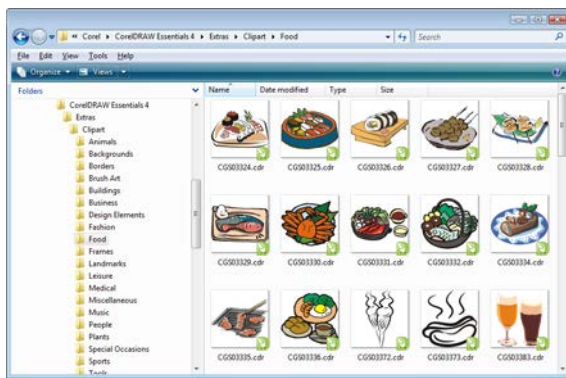 « Corel ▸ CorelDRAW Essentials 4 ▸ Extras ▸ Clipart ▸ Food
Search
File Edit View Tools Help
Organize Views
Folders
Name Date modified Type Size
CorelDRAW Essentials 4
Extras
Clipart
Animals
Backgrounds
Borders
Brush Art
Buildings
Business
Design Elements
Fashion
Food
Frames
Landmarks
Leisure
Medical
Miscellaneous
Music
People
Plants
Special Occasions
Sports
Tools
CGS03324.cdr CGS03325.cdr CGS03326.cdr CGS03327.cdr CGS03328.cdr
CGS03329.cdr CGS03330.cdr CGS03331.cdr CGS03332.cdr CGS03334.cdr
CGS03335.cdr CGS03336.cdr CGS03372.cdr CGS03373.cdr CGS03383.cdr